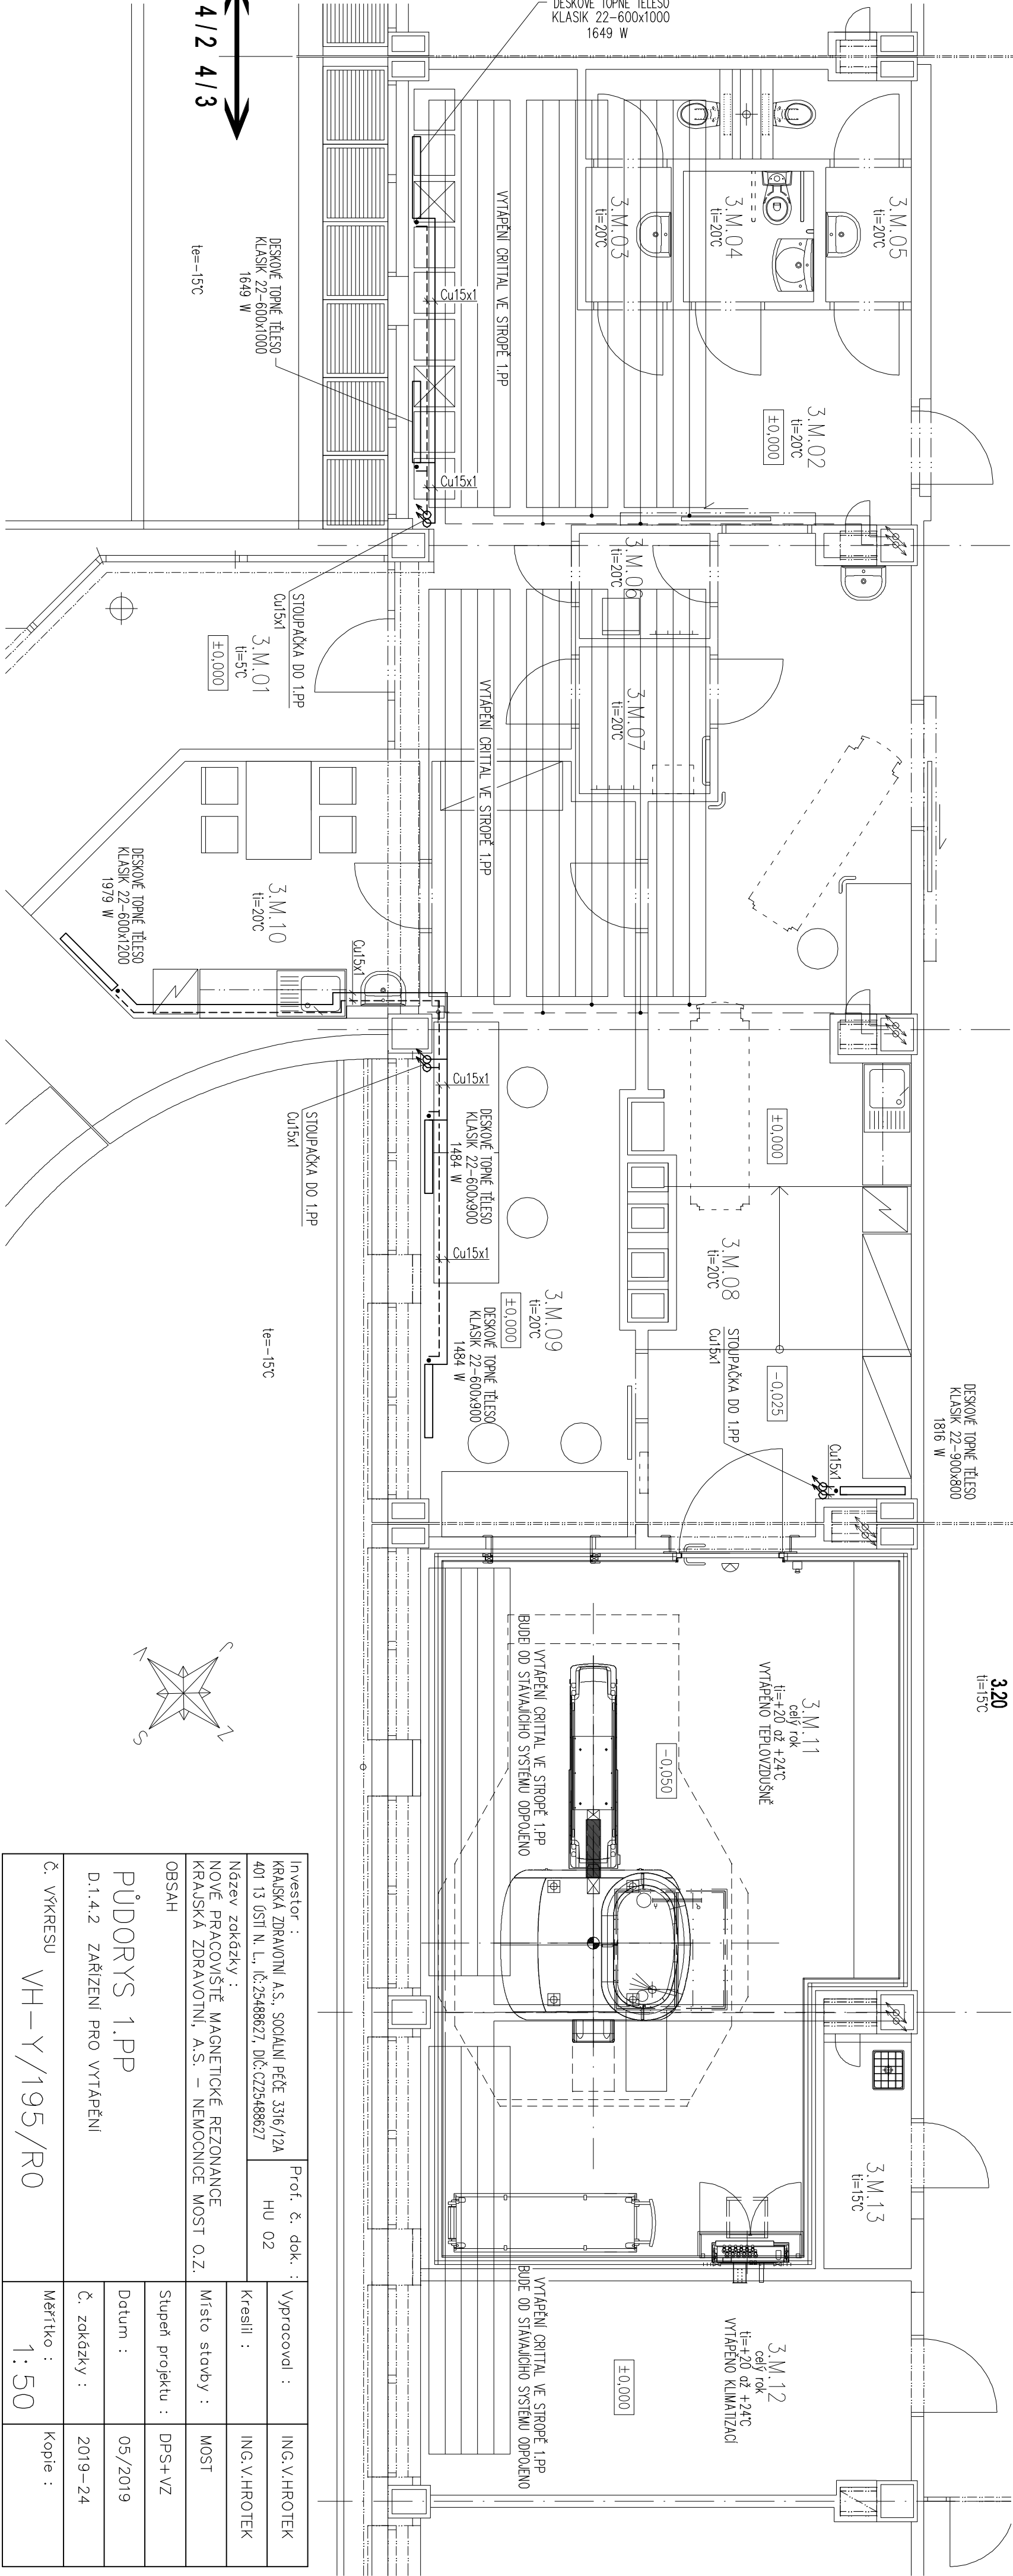 4/2 4/3
DESKOVÉ TOPNÉ TĚLESO
KLASIK 22-600x1000
1649 W
DESKOVÉ TOPNÉ TĚLESO
KLASIK 22-600x1000
1649 W
te=-15°C
Cu15x1
Cu15x1
VYTÁPĚNÍ CRITTAL VE STROPĚ 1.PP
3.M.03
ti=20°C
3.M.04
ti=20°C
3.M.05
ti=20°C
3.M.02
ti=20°C
±0,000
STOUPAČKA DO 1.PP
Cu15x1
3.M.01
ti=5°C
±0,000
3.M.06
ti=20°C
3.M.07
ti=20°C
VYTÁPĚNÍ CRITTAL VE STROPĚ 1.PP
3.M.10
ti=20°C
DESKOVÉ TOPNÉ TĚLESO
KLASIK 22-600x1200
1979 W
Cu15x1
STOUPAČKA DO 1.PP
Cu15x1
Cu15x1
DESKOVÉ TOPNÉ TĚLESO
KLASIK 22-600x900
1484 W
Cu15x1
3.M.09
ti=20°C
±0,000
DESKOVÉ TOPNÉ TĚLESO
KLASIK 22-600x900
1484 W
te=-15°C
±0,000
3.M.08
ti=20°C
-0,025
STOUPAČKA DO 1.PP
Cu15x1
Cu15x1
DESKOVÉ TOPNÉ TĚLESO
KLASIK 22-900x800
1816 W
3.20
ti=15°C
3.M.11
celý rok
ti=+20 až +24°C
VYTÁPĚNO TEPLOVZDUŠNĚ
-0,050
VYTÁPĚNÍ CRITTAL VE STROPĚ 1.PP
BUDE OD STÁVAJÍCÍHO SYSTÉMU ODPOJENO
3.M.13
ti=15°C
3.M.12
celý rok
ti=+20 až +24°C
VYTÁPĚNO KLIMATIZACÍ
±0,000
VYTÁPĚNÍ CRITTAL VE STROPĚ 1.PP
BUDE OD STÁVAJÍCÍHO SYSTÉMU ODPOJENO
S
Z
V
J
Investor :
KRAJSKÁ ZDRAVOTNÍ A.S., SOCIÁLNÍ PÉČE 3316/12A
401 13 ÚSTÍ N. L., IČ:25488627, DIČ:CZ25488627
Prof. č. dok. :
HU 02
Název zakázky :
NOVÉ PRACOVIŠTĚ MAGNETICKÉ REZONANCE
KRAJSKÁ ZDRAVOTNÍ, A.S. - NEMOCNICE MOST O.Z.
OBSAH
PŮDORYS 1.PP
D.1.4.2 ZAŘÍZENÍ PRO VYTÁPĚNÍ
Č. VÝKRESU VH-Y/195/R0
Vypracoval : ING.V.HROTEK
Kreslil : ING.V.HROTEK
Místo stavby : MOST
Stupeň projektu : DPS+VZ
Datum : 05/2019
Č. zakázky : 2019-24
Měřítko : 1:50
Kopie :